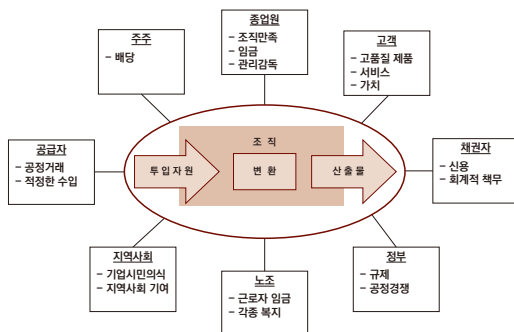 종업원
– 조직만족
– 임금
– 관리감독
주주
– 배당
고객
– 고품질 제품
– 서비스
– 가치
공급자
– 공정거래
– 적정한 수입
조 직
투입자원
변 환
산출물
채권자
– 신용
– 회계적 책무
지역사회
– 기업시민의식
– 지역사회 기여
노조
– 근로자 임금
– 각종 복지
정부
– 규제
– 공정경쟁